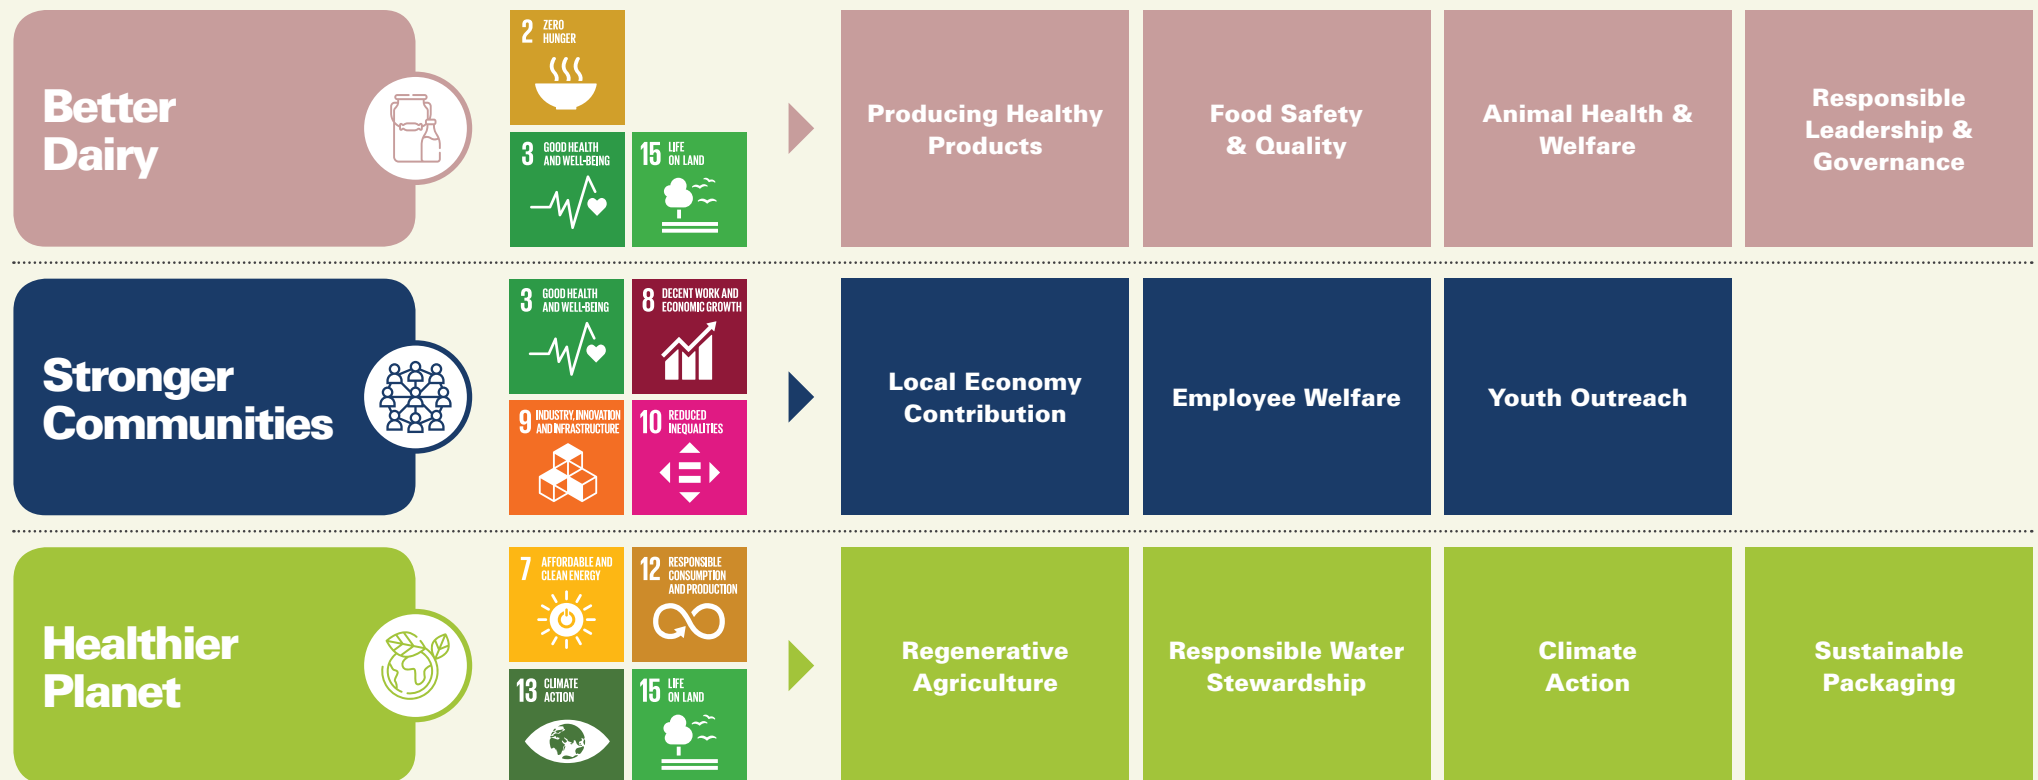 Better
Dairy
2 ZERO
HUNGER
3 GOOD HEALTH
AND WELL-BEING
15 LIFE
ON LAND
Producing Healthy
Products
Food Safety
& Quality
Animal Health &
Welfare
Responsible
Leadership &
Governance
Stronger
Communities
3 GOOD HEALTH
AND WELL-BEING
8 DECENT WORK AND
ECONOMIC GROWTH
9 INDUSTRY, INNOVATION
AND INFRASTRUCTURE
10 REDUCED
INEQUALITIES
Local Economy
Contribution
Employee Welfare
Youth Outreach
Healthier
Planet
7 AFFORDABLE AND
CLEAN ENERGY
12 RESPONSIBLE
CONSUMPTION
AND PRODUCTION
13 CLIMATE
ACTION
15 LIFE
ON LAND
Regenerative
Agriculture
Responsible Water
Stewardship
Climate
Action
Sustainable
Packaging